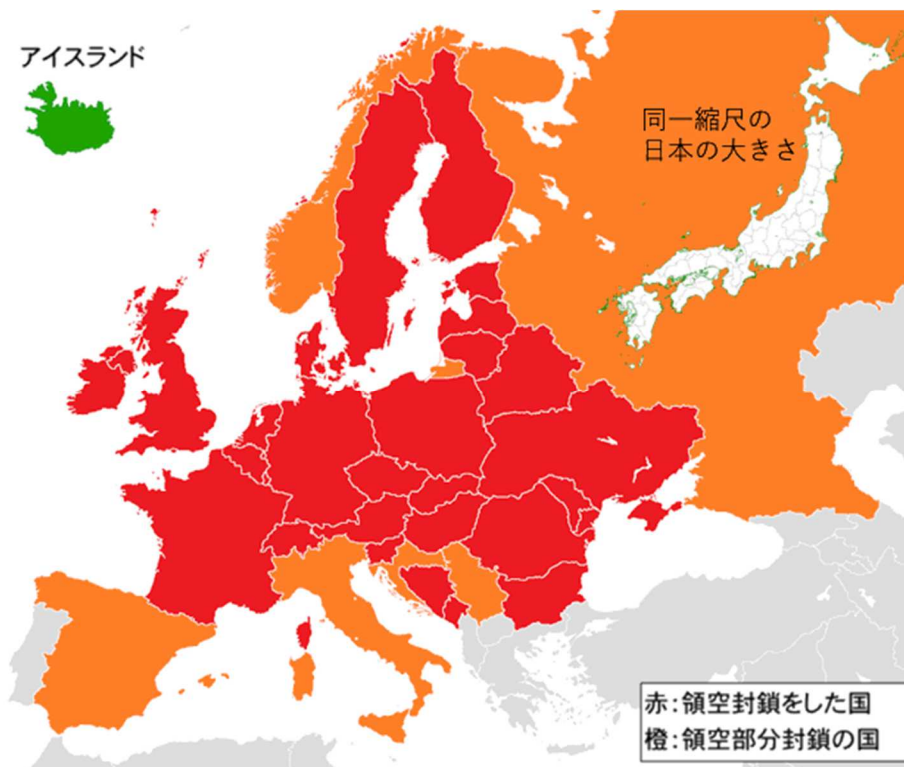 アイスランド
同一縮尺の
日本の大きさ
赤：領空封鎖をした国
橙：領空部分封鎖の国